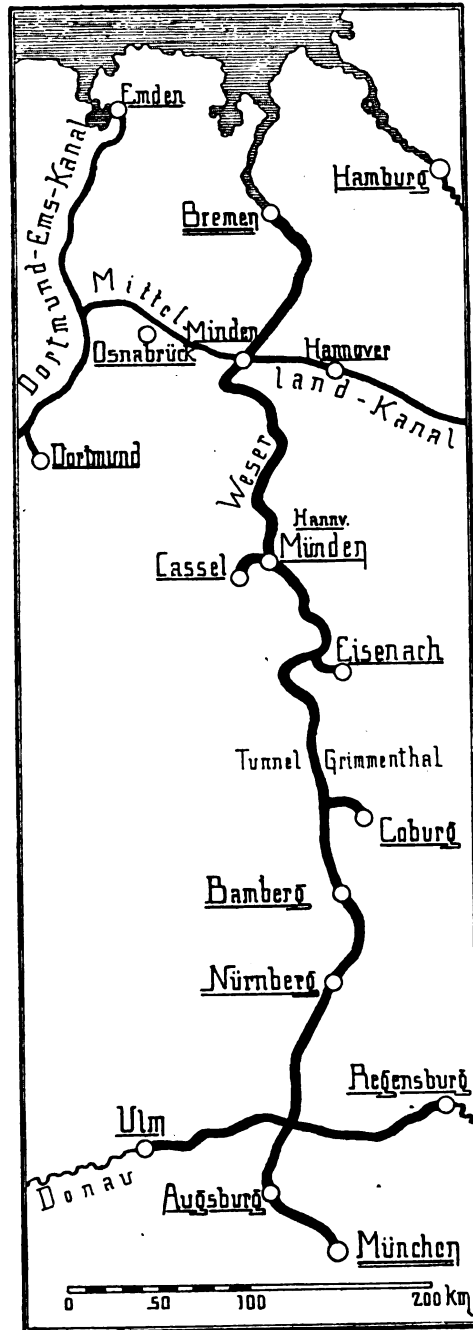 Emden
Hamburg
Bremen
Dortmund-Ems-Kanal
Mittel
Minden
Osnabrück
Hannover
land-Kanal
Dortmund
Weser
Hannv.
Münden
Cassel
Eisenach
Tunnel Grimmenthal
Coburg
Bamberg
Nürnberg
Regensburg
Ulm
Donau
Augsburg
München
0 50 100 200 km